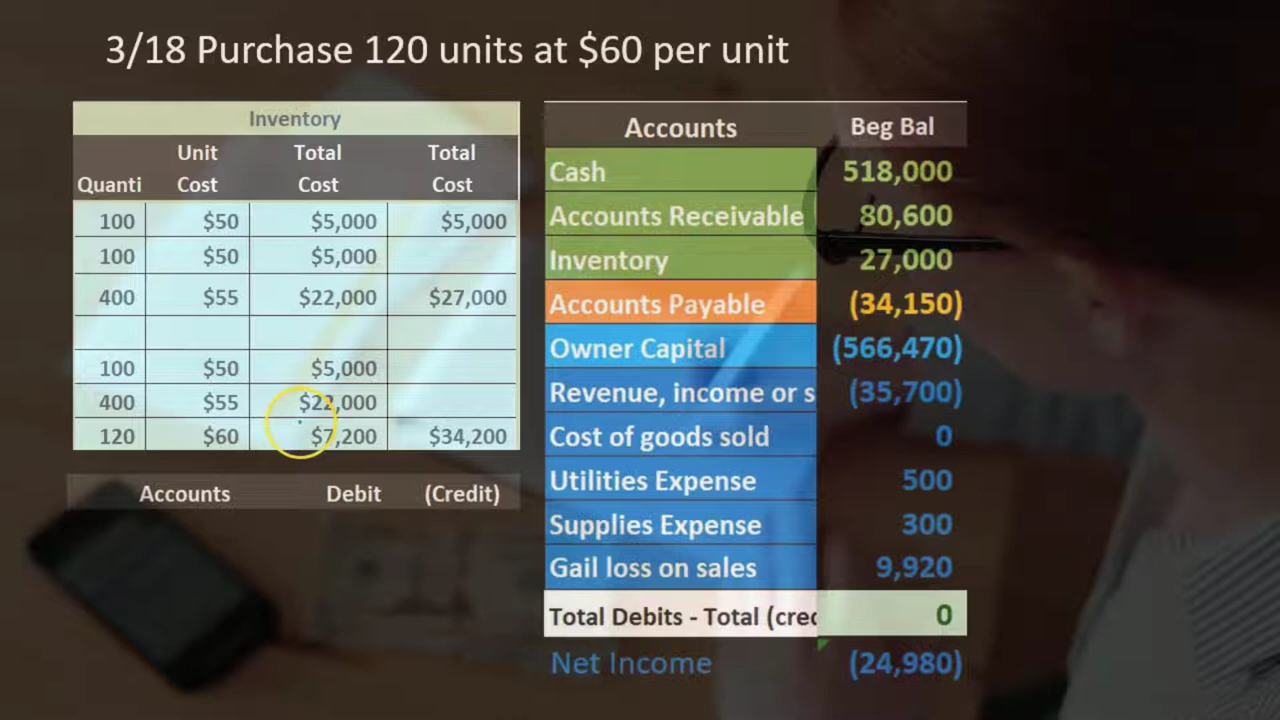 3/18 Purchase 120 units at $60 per unit
Inventory
Quanti Unit Cost Total Cost Total Cost
100 $50 $5,000 $5,000
100 $50 $5,000
400 $55 $22,000 $27,000
100 $50 $5,000
400 $55 $22,000
120 $60 $7,200 $34,200
Accounts Debit (Credit)
Accounts Beg Bal
Cash 518,000
Accounts Receivable 80,600
Inventory 27,000
Accounts Payable (34,150)
Owner Capital (566,470)
Revenue, income or s (35,700)
Cost of goods sold 0
Utilities Expense 500
Supplies Expense 300
Gail loss on sales 9,920
Total Debits - Total (cred 0
Net Income (24,980)